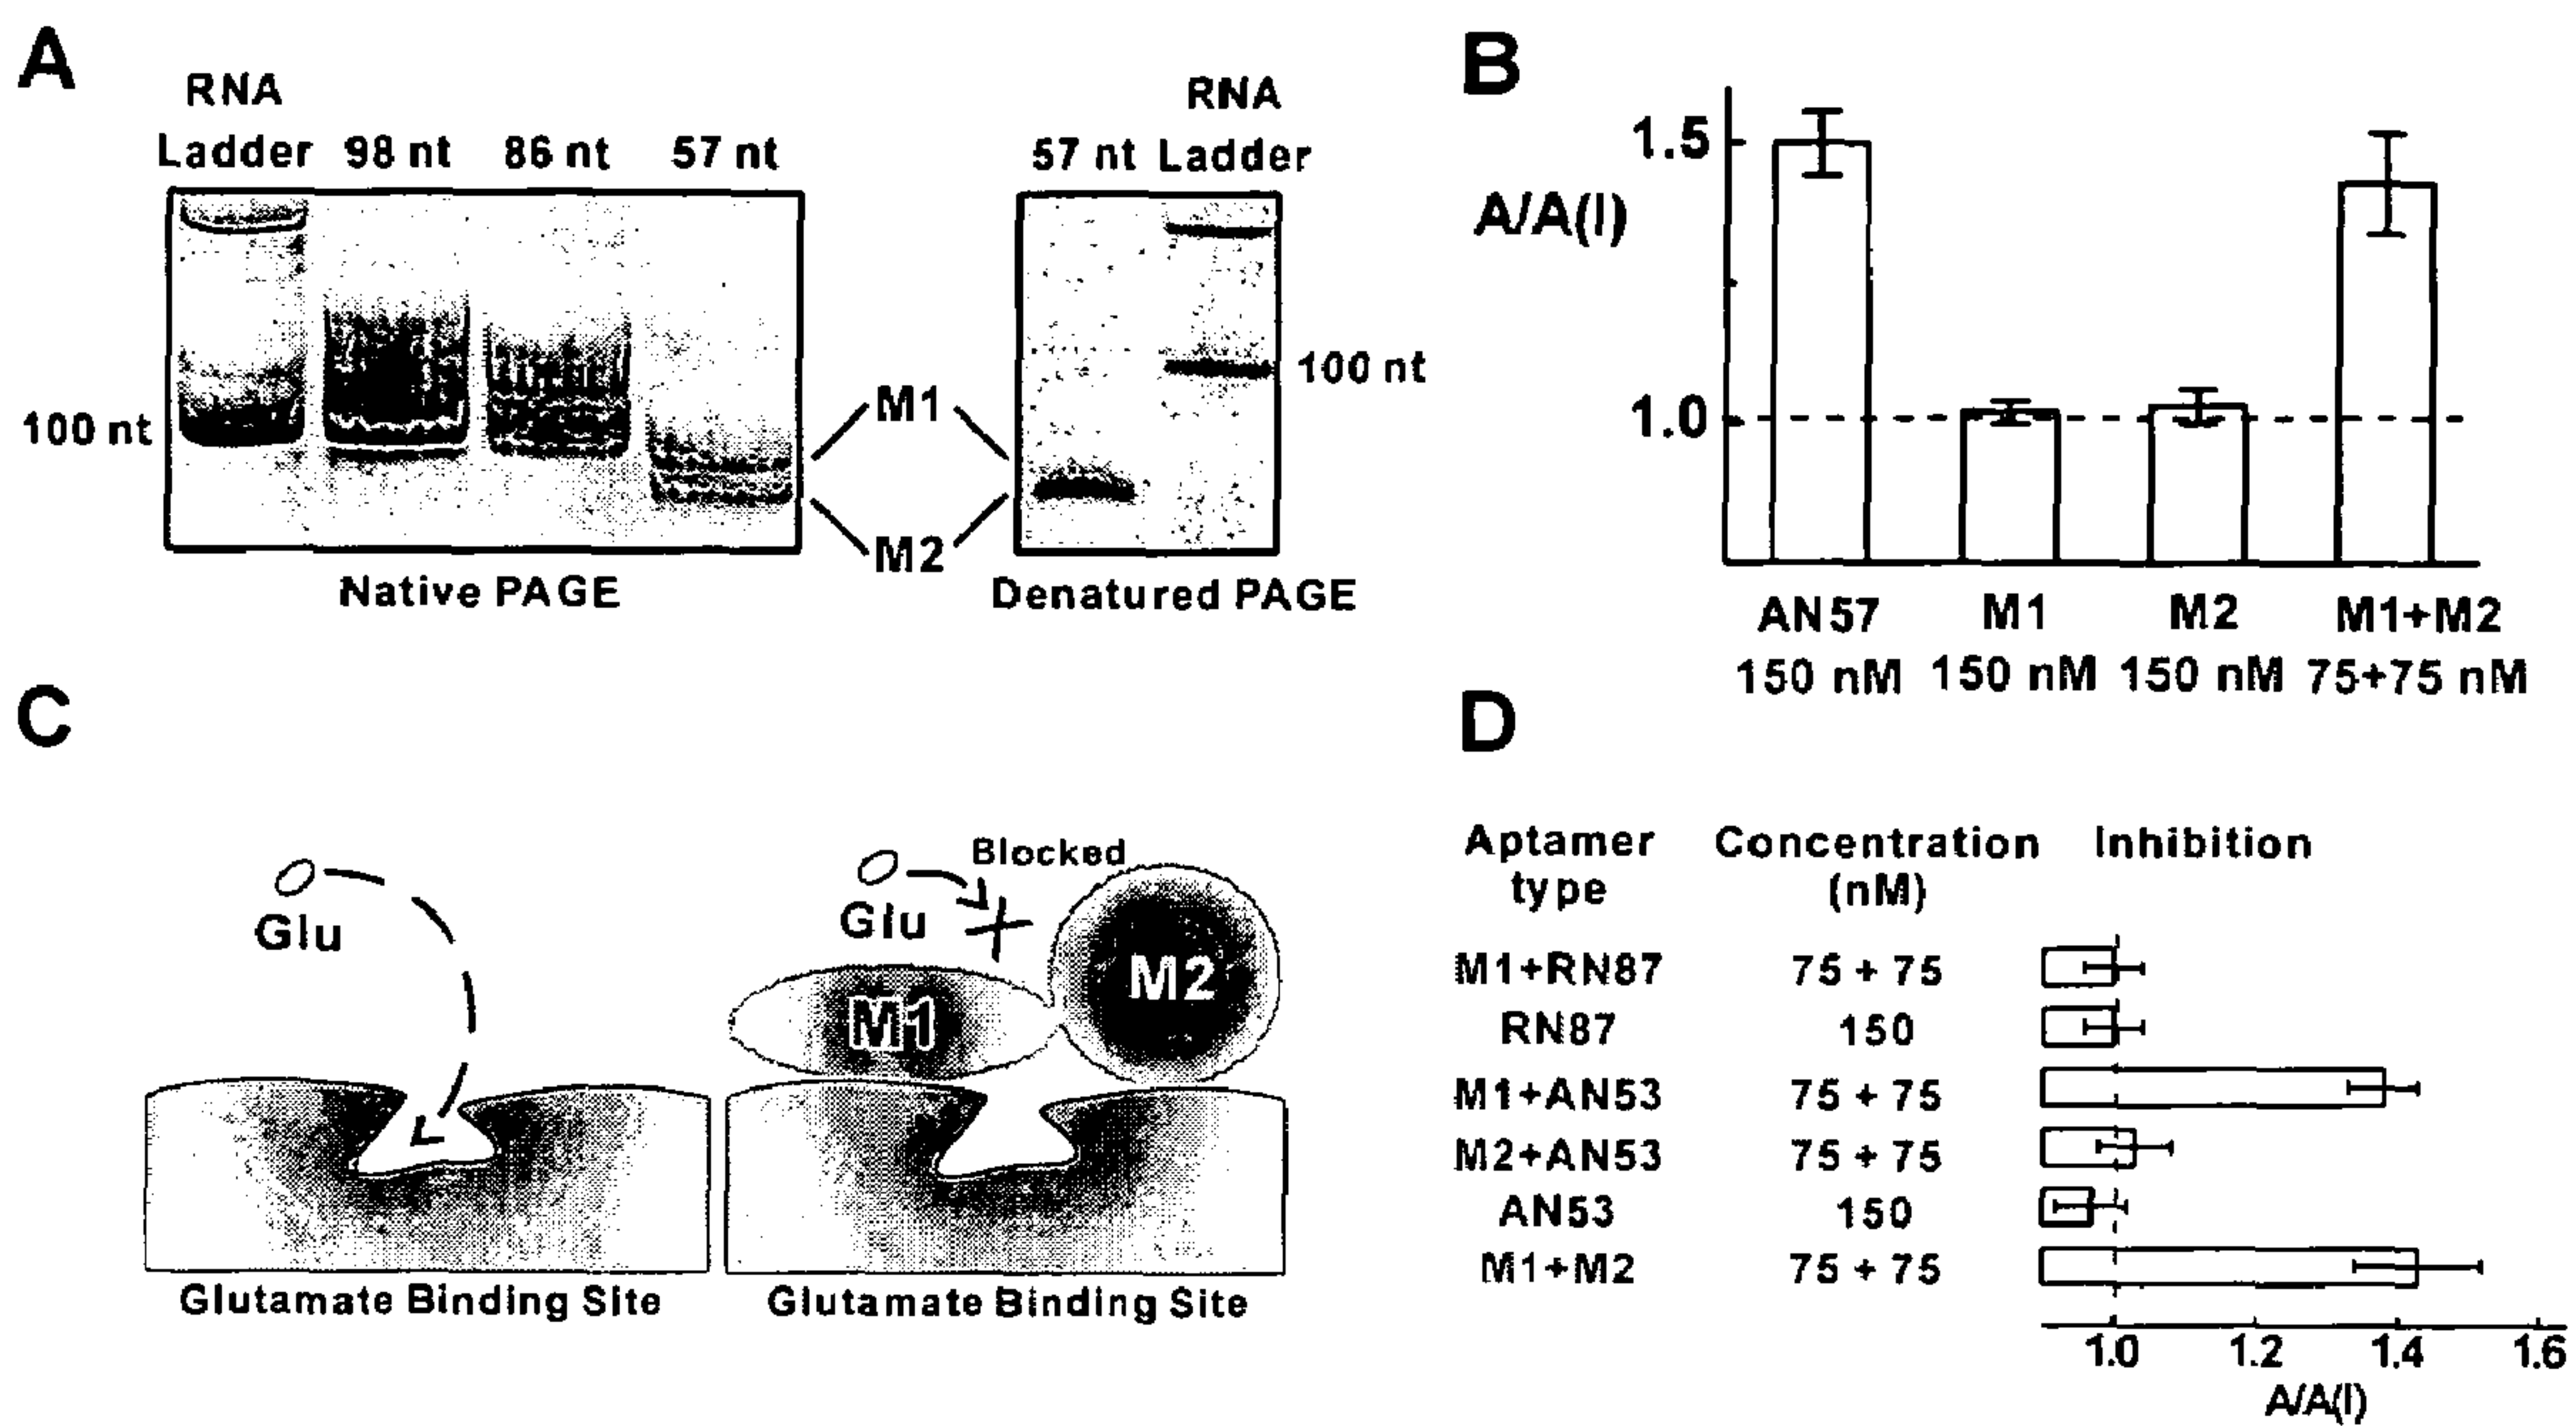 A
RNA
Ladder 98 nt 86 nt 57 nt
100 nt
Native PAGE
M1
M2
RNA
57 nt Ladder
100 nt
Denatured PAGE
B
1.5
A/A(I)
1.0
AN57 M1 M2 M1+M2
150 nM 150 nM 150 nM 75+75 nM
C
Glu
Glutamate Binding Site
Blocked
Glu
M1
M2
Glutamate Binding Site
D
Aptamer Concentration Inhibition
type (nM)
M1+RN87 75 + 75
RN87 150
M1+AN53 75 + 75
M2+AN53 75 + 75
AN53 150
M1+M2 75 + 75
1.0 1.2 1.4 1.6
A/A(I)